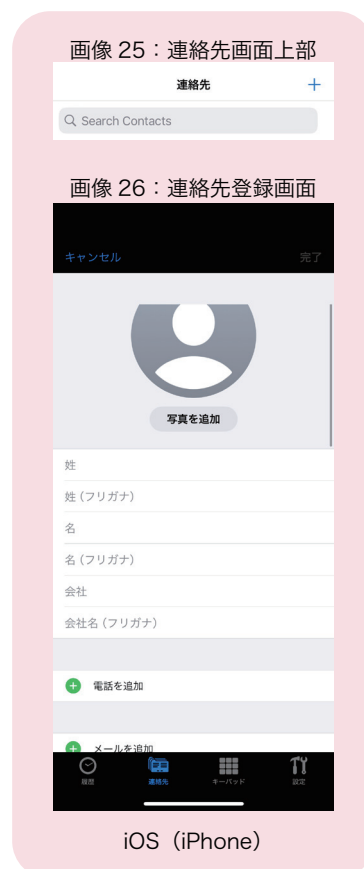 画像 25：連絡先画面上部
連絡先 +
Search Contacts
画像 26：連絡先登録画面
キャンセル 完了
写真を追加
姓
姓 (フリガナ)
名
名 (フリガナ)
会社
会社名 (フリガナ)
電話を追加
メールを追加
履歴 連絡先 キーパッド 設定
iOS（iPhone）